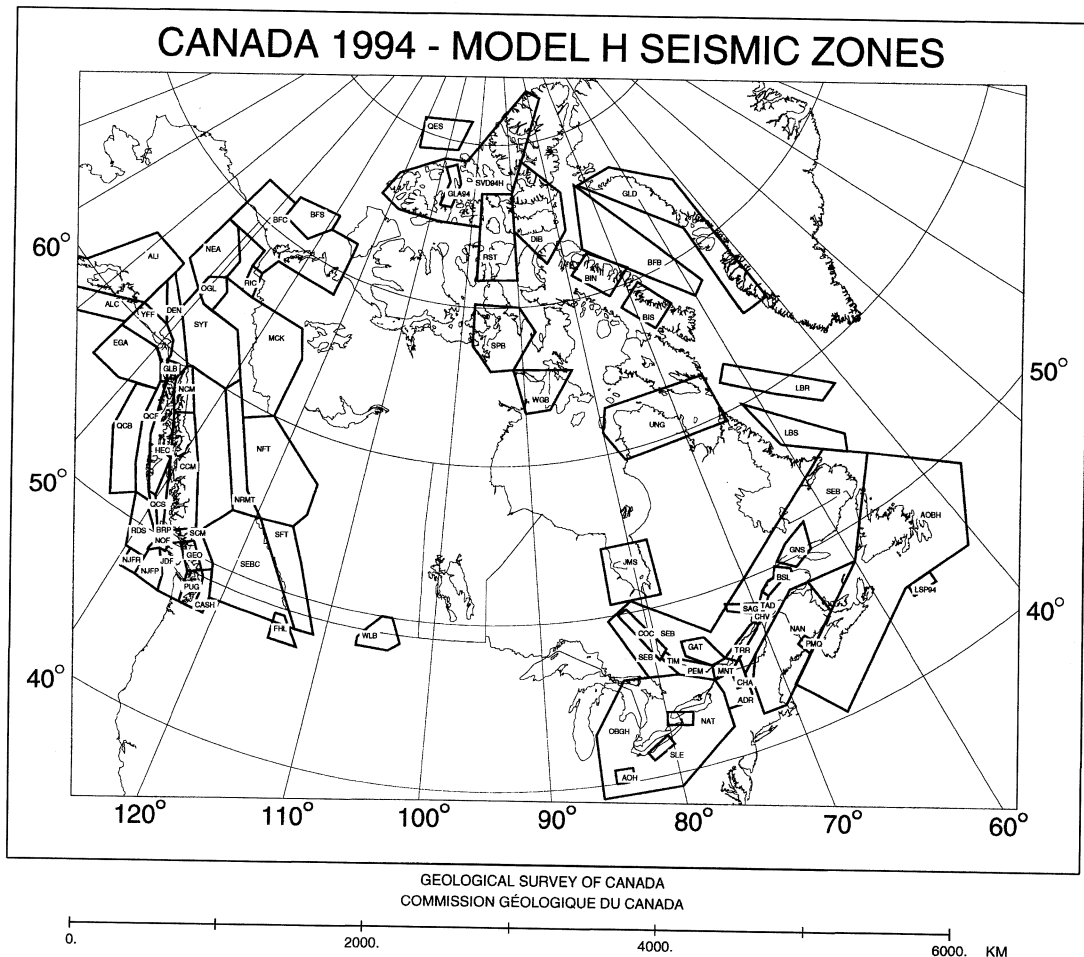 CANADA 1994 - MODEL H SEISMIC ZONES
QES
SVD94H
GLA94
GLD
BFS
BFC
DIB
NEA
ALI
RST
BFB
BIN
RIC
OGL
60°
ALC
YFF
DEN
SYT
BIS
MCK
EGA
SPB
GLB
50°
NCM
WGB
LBR
QCF
QCB
UNG
LBS
HEC
NFT
CCM
50°
SEB
NRMT
QCS
AOBH
RDS
BRP
SCM
SFT
NOF
GNS
NJFR
JDF
GEO
SEBC
JMS
NJFP
BSL
PUG
LSP94
CASH
SAG
TAD
40°
CHV
FHL
WLB
COC
SEB
NAN
GAT
PMQ
TRR
SEB
TIM
PEM
MNT
40°
CHA
ADR
NAT
OBGH
SLE
AOH
120°
110°
100°
90°
80°
70°
60°
GEOLOGICAL SURVEY OF CANADA
COMMISSION GÉOLOGIQUE DU CANADA
0.
2000.
4000.
6000.
KM